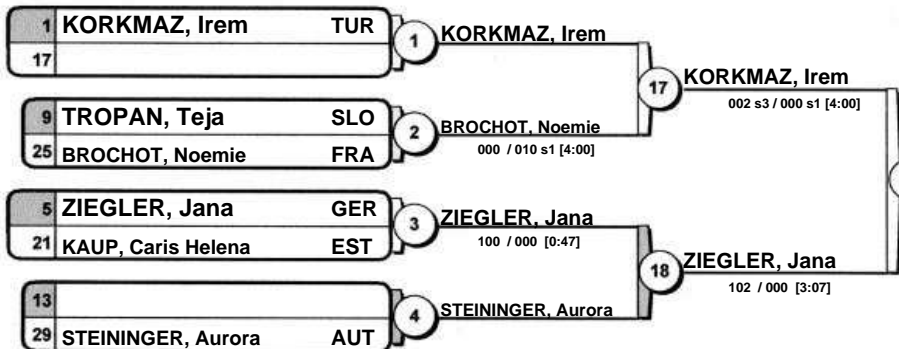 1 KORKMAZ, Irem TUR
17
1 KORKMAZ, Irem
9 TROPAN, Teja SLO
25 BROCHOT, Noemie FRA
2 BROCHOT, Noemie
000 / 010 s1 [4:00]
17 KORKMAZ, Irem
002 s3 / 000 s1 [4:00]
5 ZIEGLER, Jana GER
21 KAUP, Caris Helena EST
3 ZIEGLER, Jana
100 / 000 [0:47]
13
29 STEININGER, Aurora AUT
4 STEININGER, Aurora
18 ZIEGLER, Jana
102 / 000 [3:07]